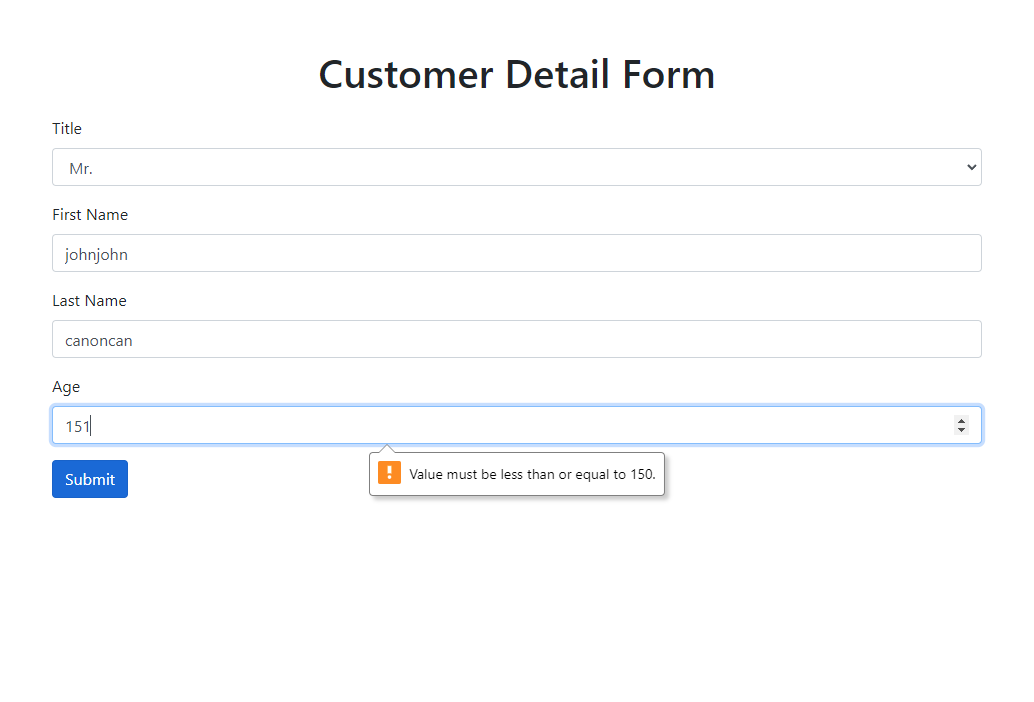 Customer Detail Form
Title
Mr.
First Name
johnjohn
Last Name
canoncan
Age
151
Submit
Value must be less than or equal to 150.